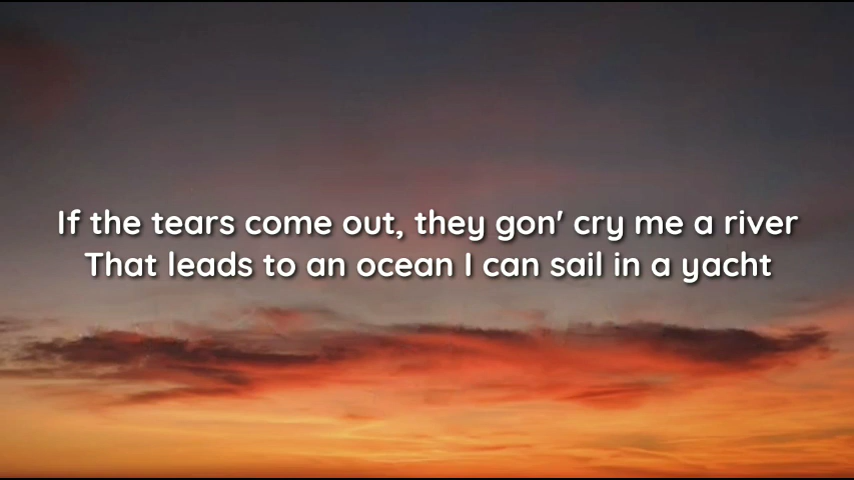 If the tears come out, they gon' cry me a river
That leads to an ocean I can sail in a yacht